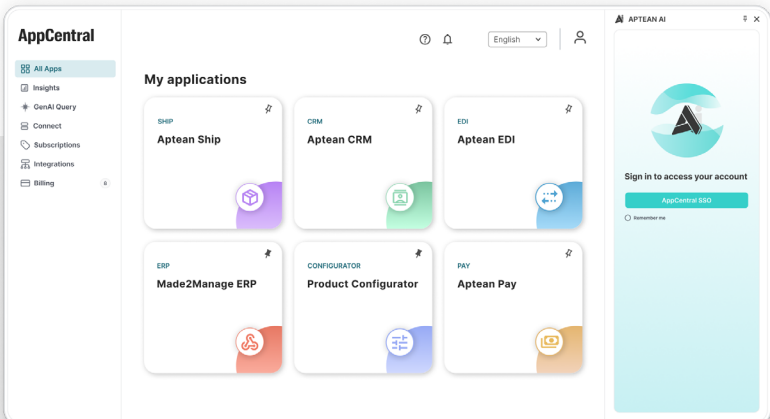 AppCentral
All Apps
Insights
GenAI Query
Connect
Subscriptions
Integrations
Billing 0
English
My applications
SHIP
Aptean Ship
CRM
Aptean CRM
EDI
Aptean EDI
ERP
Made2Manage ERP
CONFIGURATOR
Product Configurator
PAY
Aptean Pay
APTEAN AI
Sign in to access your account
AppCentral SSO
Remember me